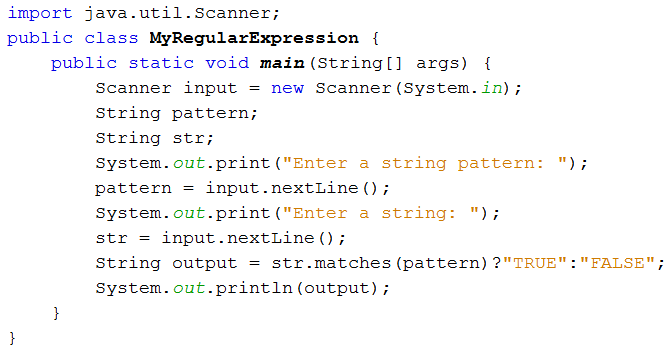 import java.util.Scanner;
public class MyRegularExpression {
    public static void main(String[] args) {
        Scanner input = new Scanner(System.in);
        String pattern;
        String str;
        System.out.print("Enter a string pattern: ");
        pattern = input.nextLine();
        System.out.print("Enter a string: ");
        str = input.nextLine();
        String output = str.matches(pattern)?"TRUE":"FALSE";
        System.out.println(output);
    }
}